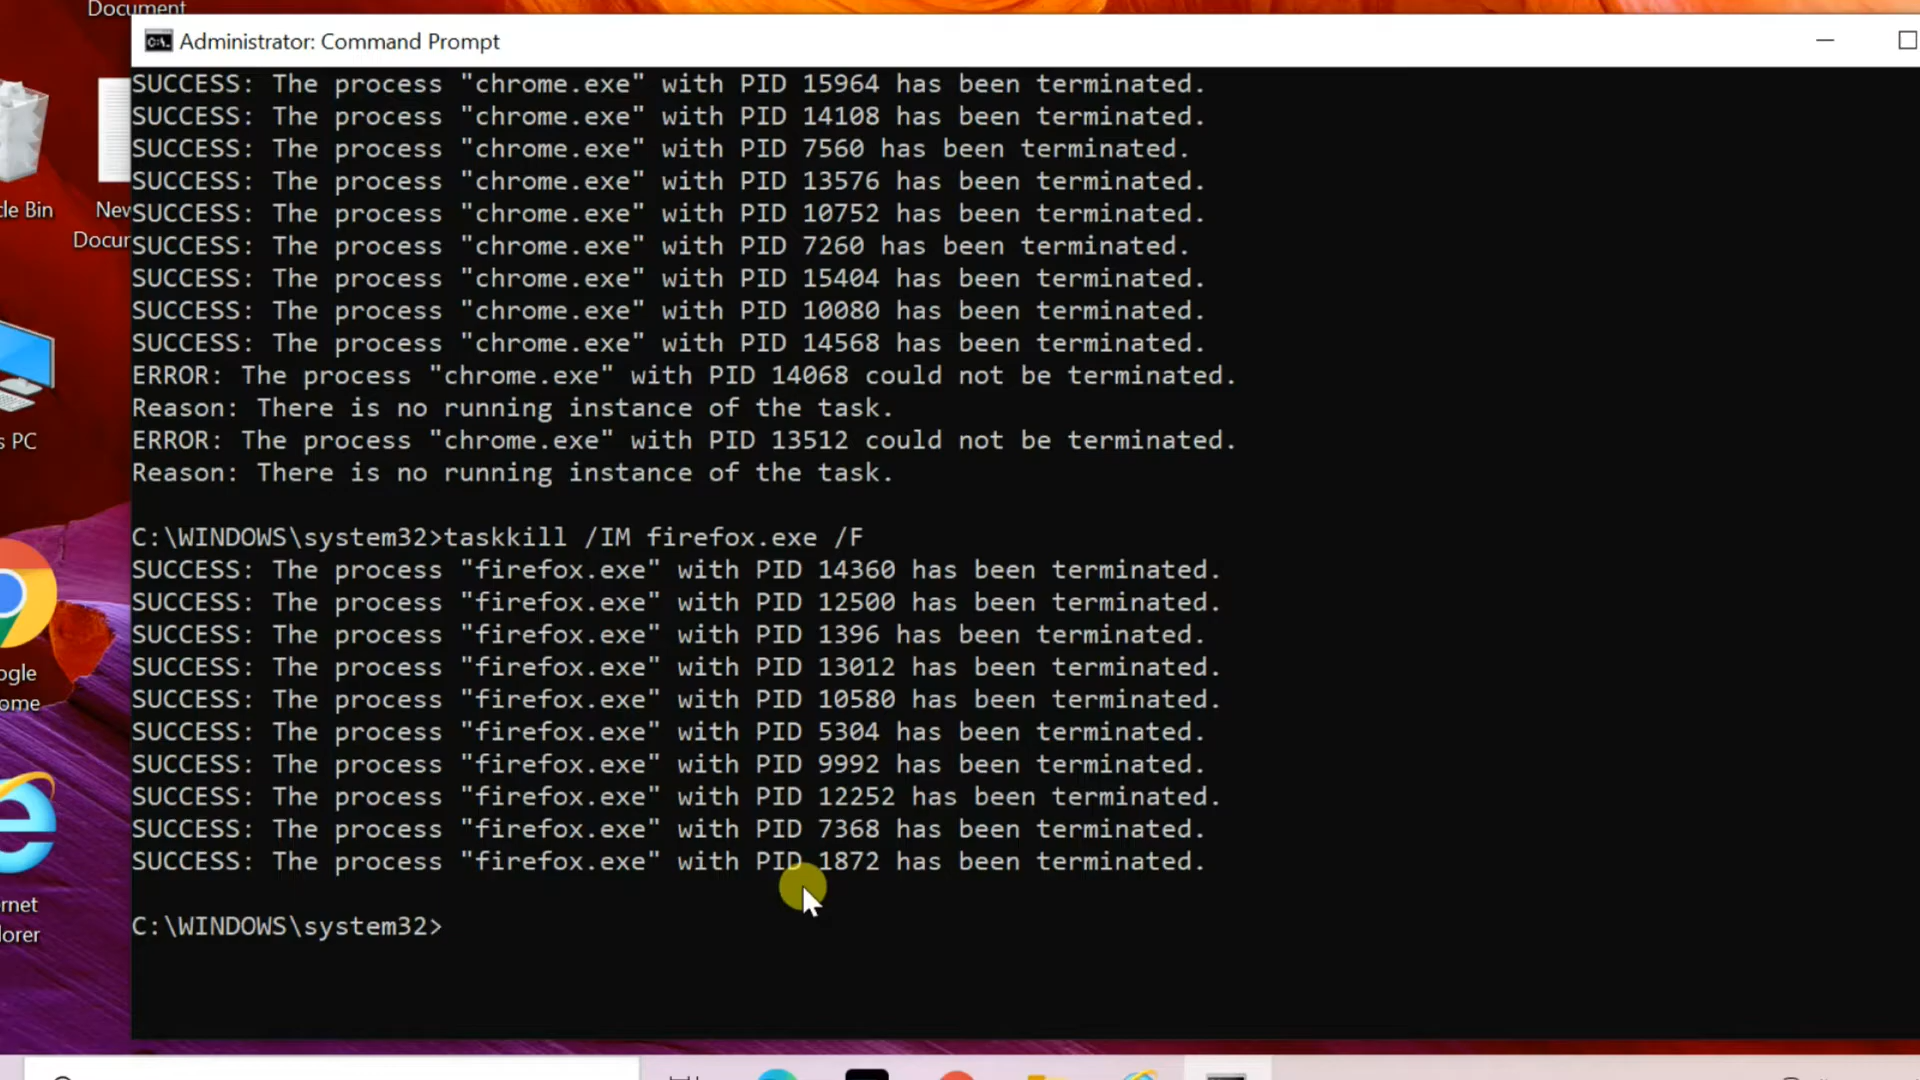 Document
Administrator: Command Prompt
SUCCESS: The process "chrome.exe" with PID 15964 has been terminated.
SUCCESS: The process "chrome.exe" with PID 14108 has been terminated.
SUCCESS: The process "chrome.exe" with PID 7560 has been terminated.
SUCCESS: The process "chrome.exe" with PID 13576 has been terminated.
SUCCESS: The process "chrome.exe" with PID 10752 has been terminated.
SUCCESS: The process "chrome.exe" with PID 7260 has been terminated.
SUCCESS: The process "chrome.exe" with PID 15404 has been terminated.
SUCCESS: The process "chrome.exe" with PID 10080 has been terminated.
SUCCESS: The process "chrome.exe" with PID 14568 has been terminated.
ERROR: The process "chrome.exe" with PID 14068 could not be terminated.
Reason: There is no running instance of the task.
ERROR: The process "chrome.exe" with PID 13512 could not be terminated.
Reason: There is no running instance of the task.
C:\WINDOWS\system32>taskkill /IM firefox.exe /F
SUCCESS: The process "firefox.exe" with PID 14360 has been terminated.
SUCCESS: The process "firefox.exe" with PID 12500 has been terminated.
SUCCESS: The process "firefox.exe" with PID 1396 has been terminated.
SUCCESS: The process "firefox.exe" with PID 13012 has been terminated.
SUCCESS: The process "firefox.exe" with PID 10580 has been terminated.
SUCCESS: The process "firefox.exe" with PID 5304 has been terminated.
SUCCESS: The process "firefox.exe" with PID 9992 has been terminated.
SUCCESS: The process "firefox.exe" with PID 12252 has been terminated.
SUCCESS: The process "firefox.exe" with PID 7368 has been terminated.
SUCCESS: The process "firefox.exe" with PID 1872 has been terminated.
C:\WINDOWS\system32>
cle Bin
New
Docum
s PC
ogle
ome
rnet
lorer